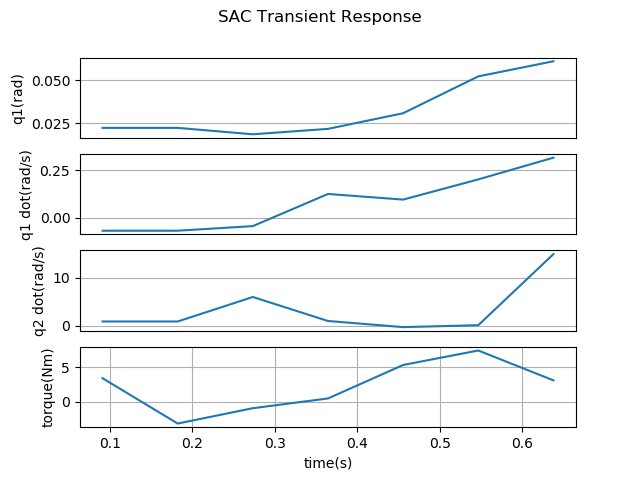 SAC Transient Response
q1(rad)
0.050
0.025
q1 dot(rad/s)
0.25
0.00
q2 dot(rad/s)
10
0
torque(Nm)
5
0
0.1 0.2 0.3 0.4 0.5 0.6
time(s)